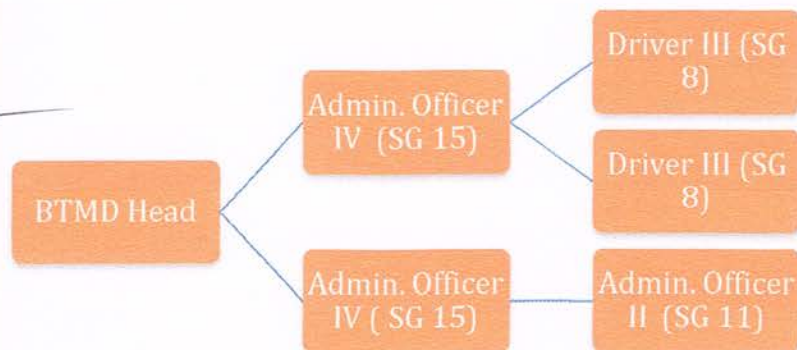 Driver III (SG
8)
Admin. Officer
IV (SG 15)
Driver III (SG
8)
BTMD Head
Admin. Officer
IV ( SG 15)
Admin. Officer
II (SG 11)